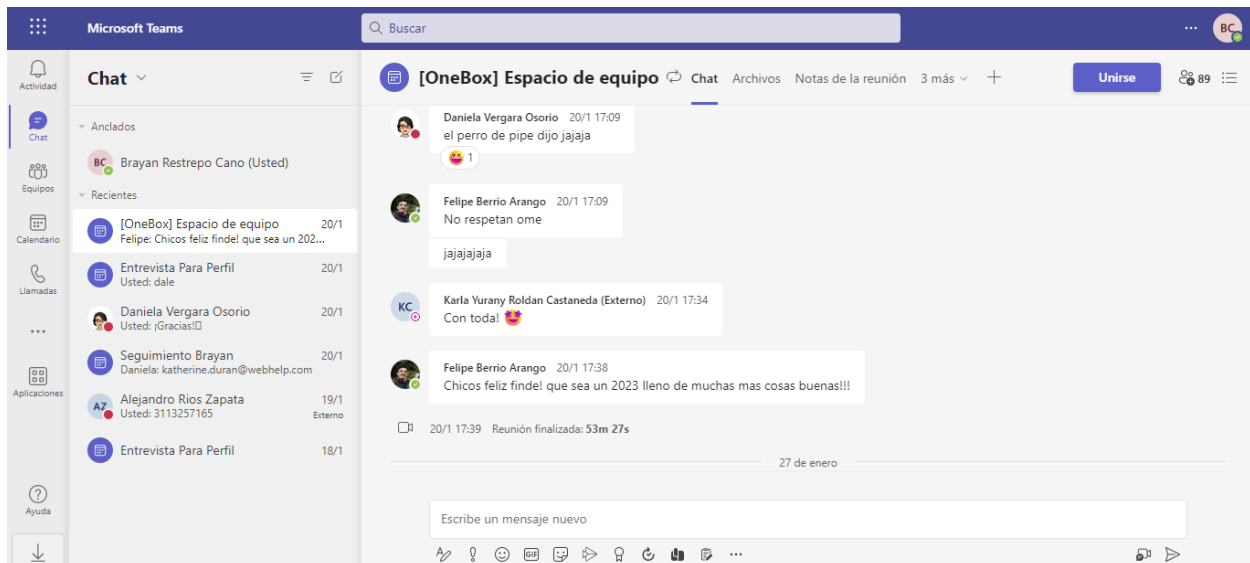 Microsoft Teams
Buscar
BC
Actividad
Chat
Equipos
Calendario
Llamadas
Aplicaciones
Ayuda
Chat
Anclados
BC Brayan Restrepo Cano (Usted)
Recientes
[OneBox] Espacio de equipo 20/1
Felipe: Chicos feliz finde! que sea un 202...
Entrevista Para Perfil 20/1
Usted: dale
Daniela Vergara Osorio 20/1
Usted: ¡Gracias!
Seguimiento Brayan 20/1
Daniela: katherine.duran@webhelp.com
AZ Alejandro Rios Zapata 19/1
Usted: 3113257165 Externo
Entrevista Para Perfil 18/1
[OneBox] Espacio de equipo Chat Archivos Notas de la reunión 3 más Unirse 89
Daniela Vergara Osorio 20/1 17:09
el perro de pipe dijo jajaja
1
Felipe Berrio Arango 20/1 17:09
No respetan ome
jajajajaja
KC Karla Yurany Roldan Castaneda (Externo) 20/1 17:34
Con toda!
Felipe Berrio Arango 20/1 17:38
Chicos feliz finde! que sea un 2023 lleno de muchas mas cosas buenas!!!
20/1 17:39 Reunión finalizada: 53m 27s
27 de enero
Escribe un mensaje nuevo
GIF